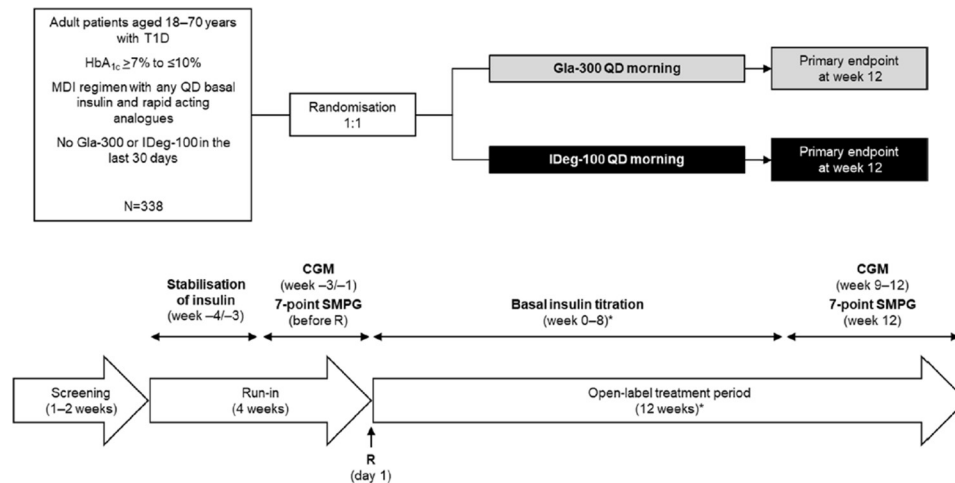 Adult patients aged 18–70 years
with T1D
HbA1c ≥7% to ≤10%
MDI regimen with any QD basal
insulin and rapid acting
analogues
No Gla-300 or IDeg-100 in the
last 30 days
N=338
Randomisation
1:1
Gla-300 QD morning
Primary endpoint
at week 12
IDeg-100 QD morning
Primary endpoint
at week 12
Stabilisation
of insulin
(week –4/–3)
CGM
(week –3/–1)
7-point SMPG
(before R)
Basal insulin titration
(week 0–8)*
CGM
(week 9–12)
7-point SMPG
(week 12)
Screening
(1–2 weeks)
Run-in
(4 weeks)
Open-label treatment period
(12 weeks)*
R
(day 1)